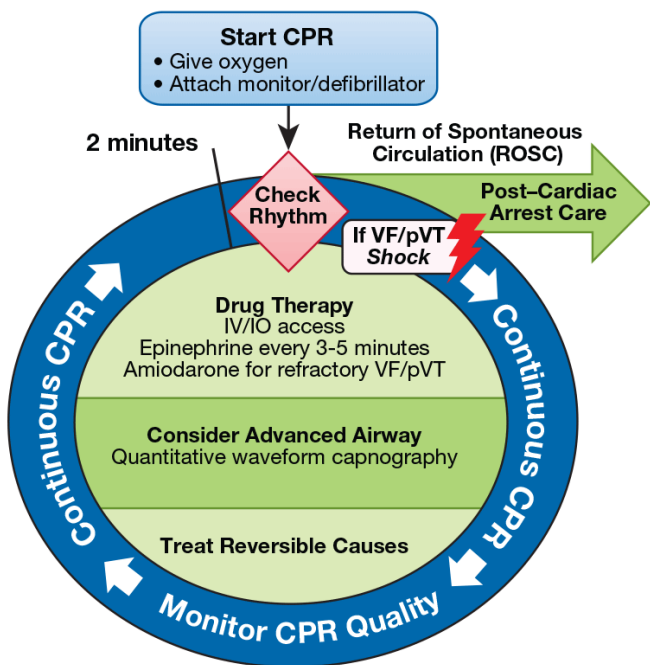 Start CPR
• Give oxygen
• Attach monitor/defibrillator
2 minutes
Return of Spontaneous
Circulation (ROSC)
Post–Cardiac
Arrest Care
Check
Rhythm
If VF/pVT
Shock
Drug Therapy
IV/IO access
Epinephrine every 3-5 minutes
Amiodarone for refractory VF/pVT
Consider Advanced Airway
Quantitative waveform capnography
Treat Reversible Causes
Continuous CPR
Monitor CPR Quality
Continuous CPR